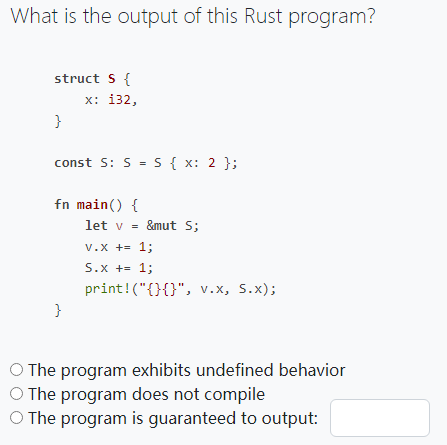 What is the output of this Rust program?
struct S {
    x: i32,
}
const S: S = S { x: 2 };
fn main() {
    let v = &mut S;
    v.x += 1;
    S.x += 1;
    print!("{}{}", v.x, S.x);
}
The program exhibits undefined behavior
The program does not compile
The program is guaranteed to output: